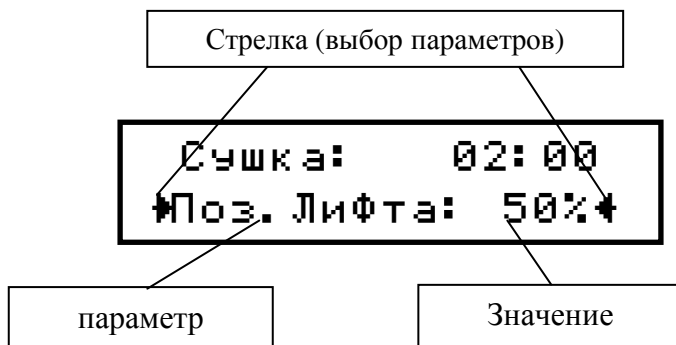 Стрелка (выбор параметров)
Сушка: 02:00
Поз. Лифта: 50%
параметр
Значение